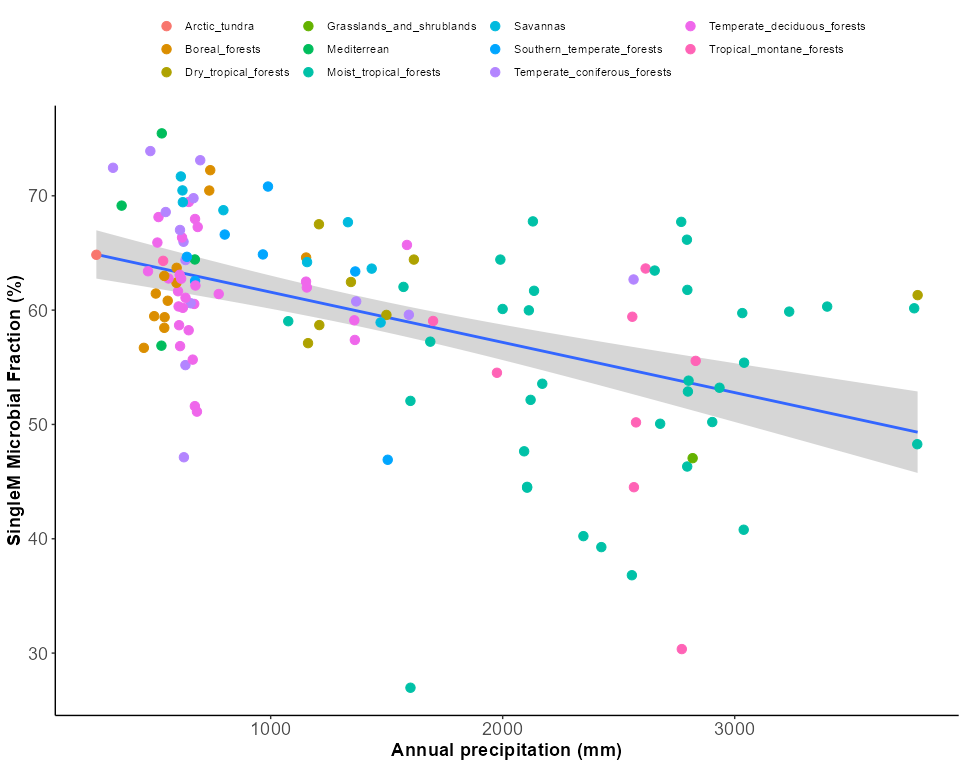 Arctic_tundra Grasslands_and_shrublands Savannas Temperate_deciduous_forests
Boreal_forests Mediterrean Southern_temperate_forests Tropical_montane_forests
Dry_tropical_forests Moist_tropical_forests Temperate_coniferous_forests
SingleM Microbial Fraction (%)
70
60
50
40
30
1000 2000 3000
Annual precipitation (mm)